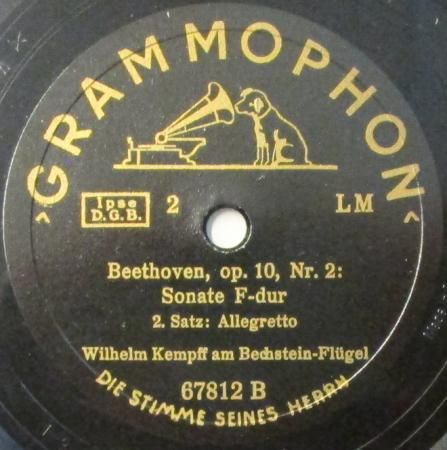 ›GRAMMOPHON‹
Ipse
D.G.B.
2
LM
Beethoven, op. 10, Nr. 2:
Sonate F-dur
2. Satz: Allegretto
Wilhelm Kempff am Bechstein-Flügel
67812 B
DIE STIMME SEINES HERRN